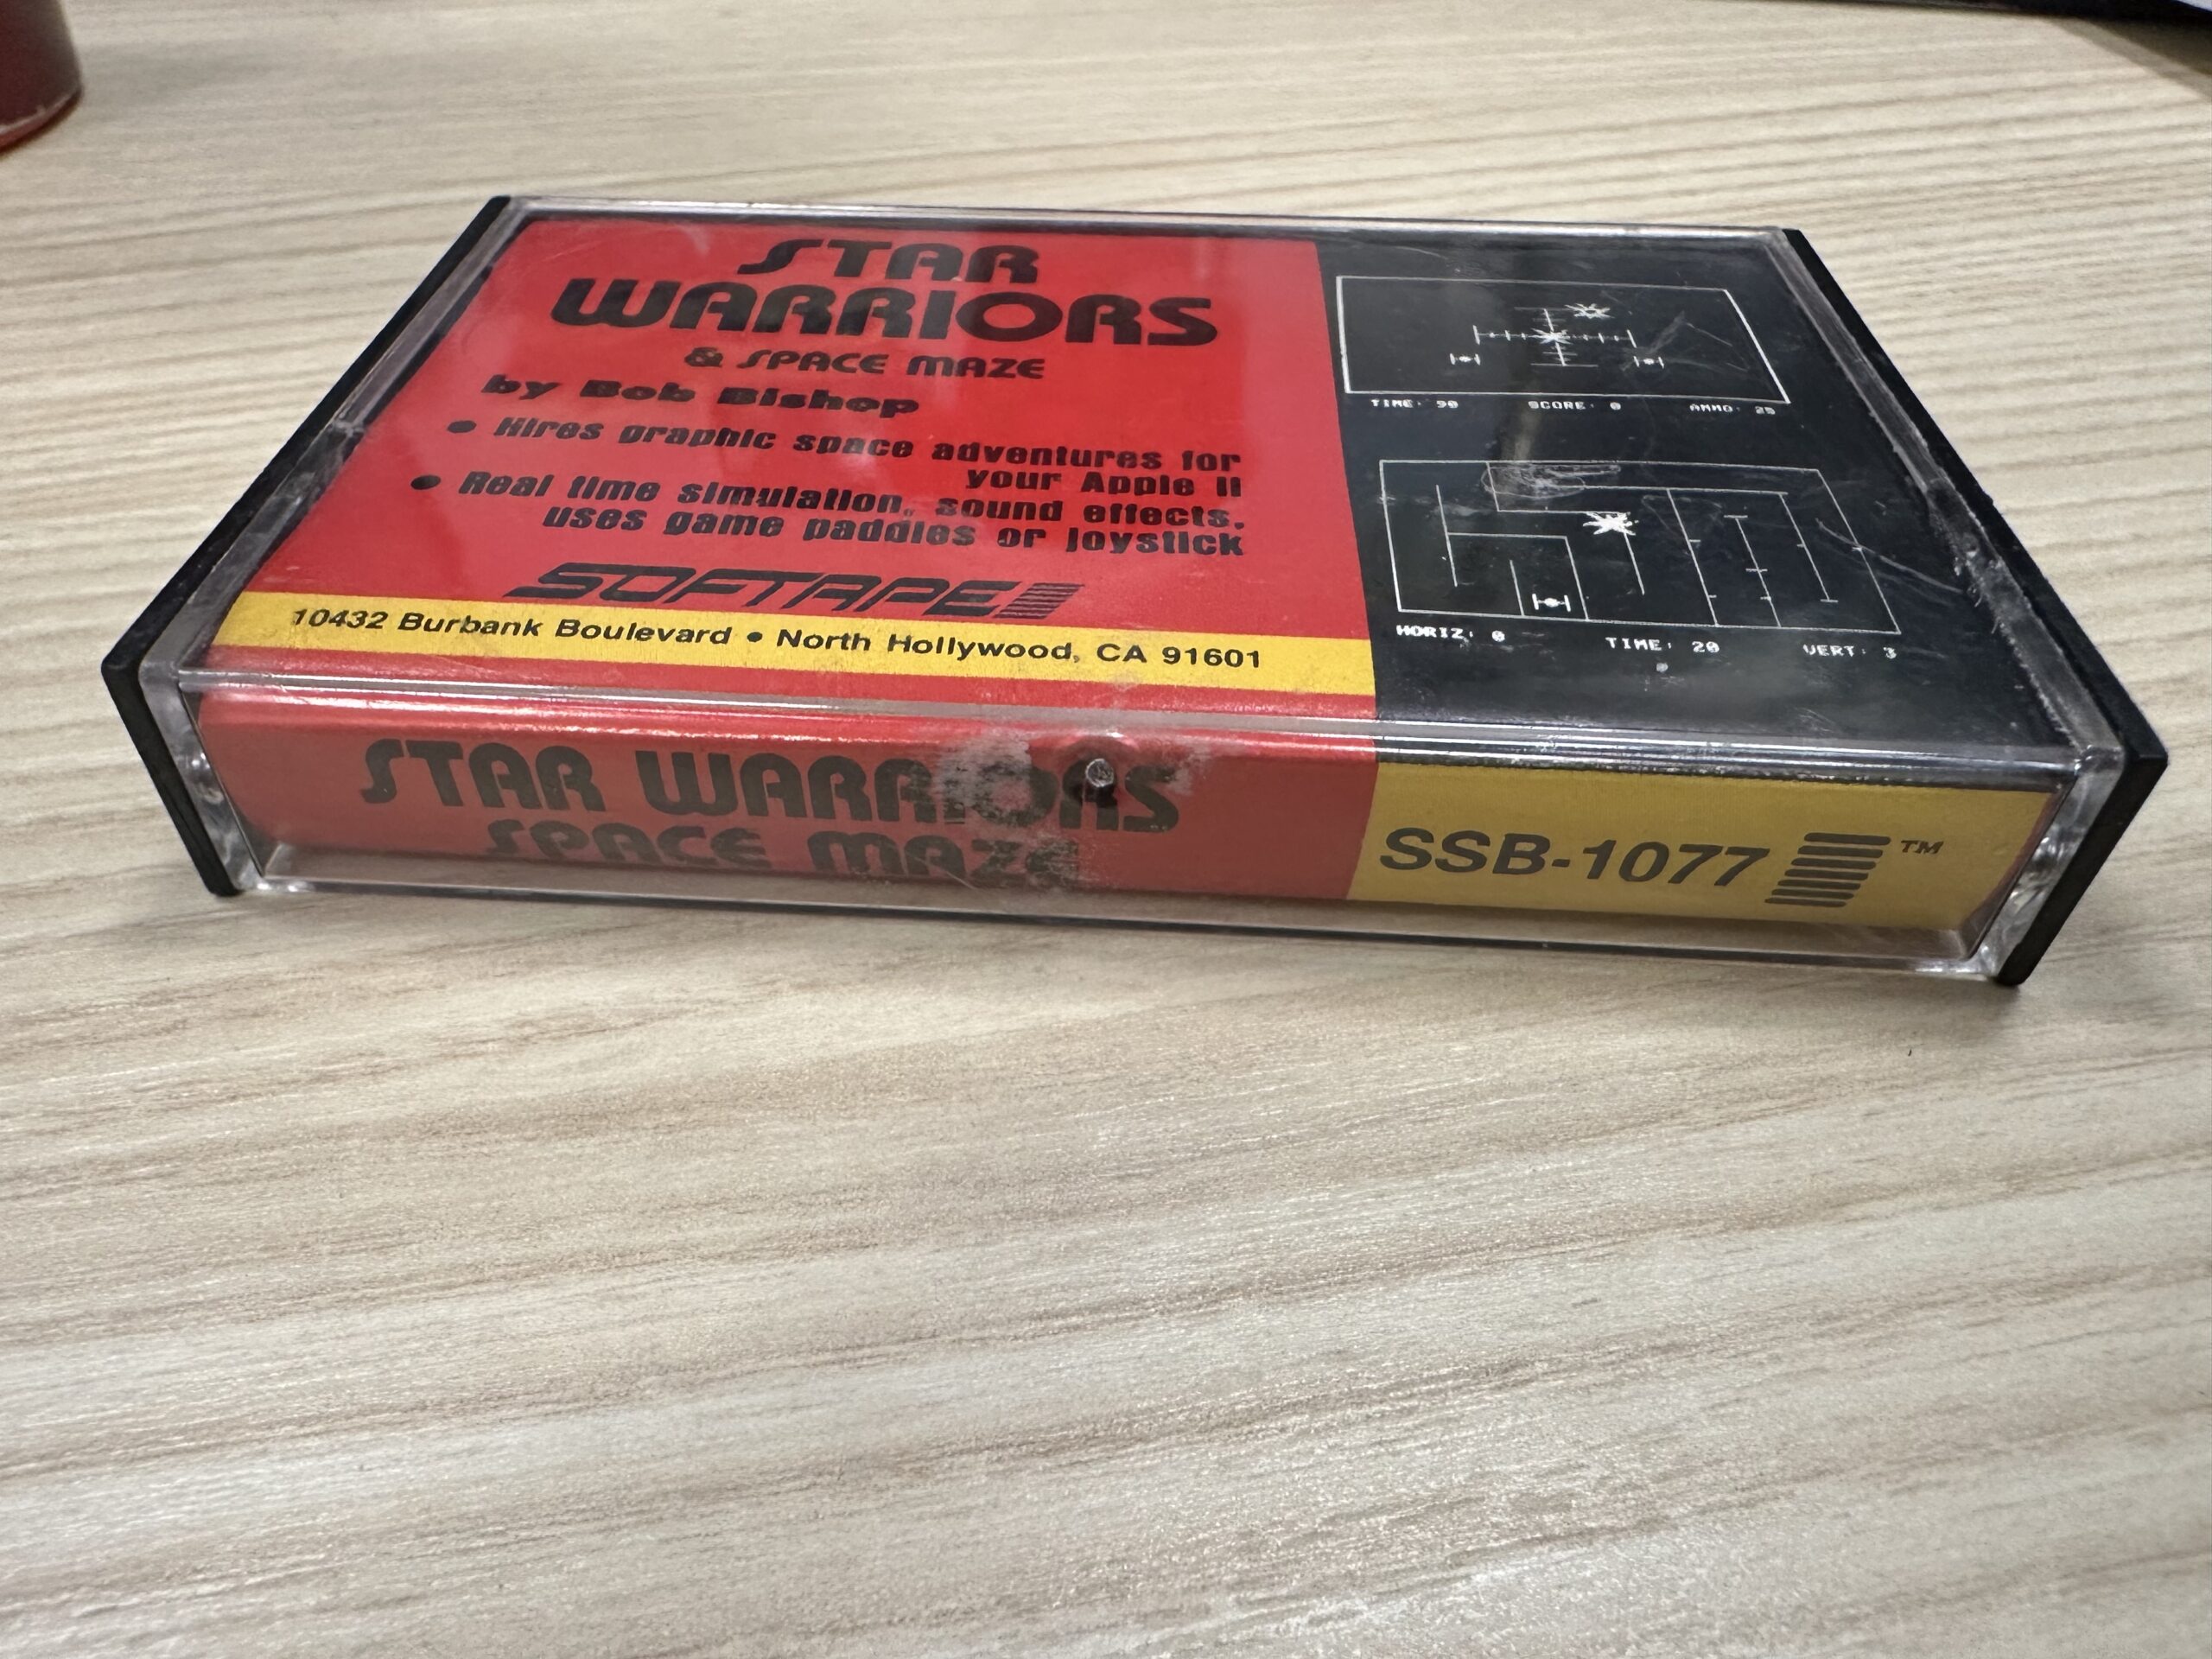 STAR
WARRIORS
& SPACE MAZE
by Bob Bishop
• Hires graphic space adventures for
your Apple II
• Real time simulation, sound effects,
uses game paddles or joystick
SOFTAPE
10432 Burbank Boulevard • North Hollywood, CA 91601
TIME: 90 SCORE: 0 AMMO: 25
HORIZ: 0 TIME: 20 VERT: 3
STAR WARRIORS
SPACE MAZE
SSB-1077 TM